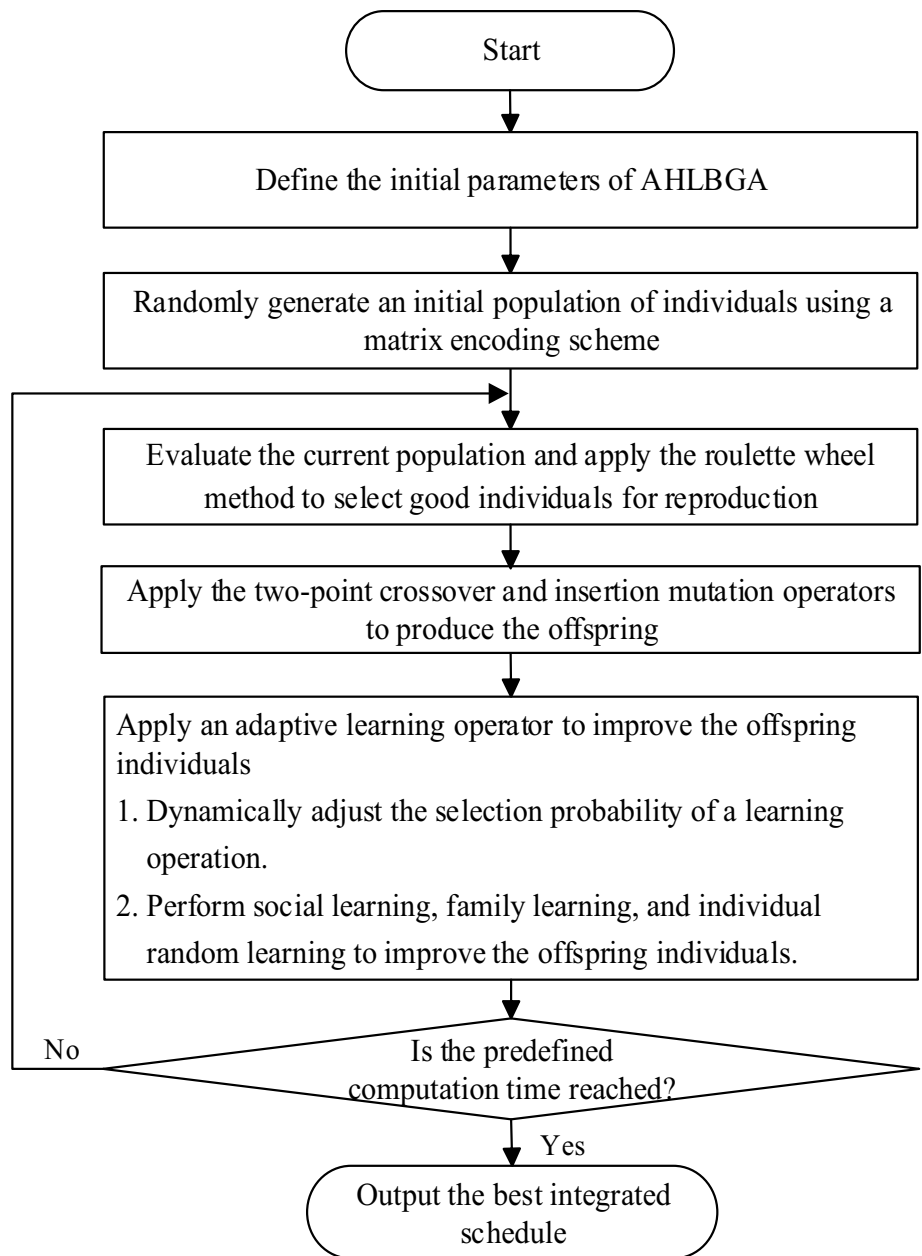 Start
Define the initial parameters of AHLBGA
Randomly generate an initial population of individuals using a
matrix encoding scheme
Evaluate the current population and apply the roulette wheel
method to select good individuals for reproduction
Apply the two-point crossover and insertion mutation operators
to produce the offspring
Apply an adaptive learning operator to improve the offspring
individuals
1. Dynamically adjust the selection probability of a learning
operation.
2. Perform social learning, family learning, and individual
random learning to improve the offspring individuals.
No
Is the predefined
computation time reached?
Yes
Output the best integrated
schedule